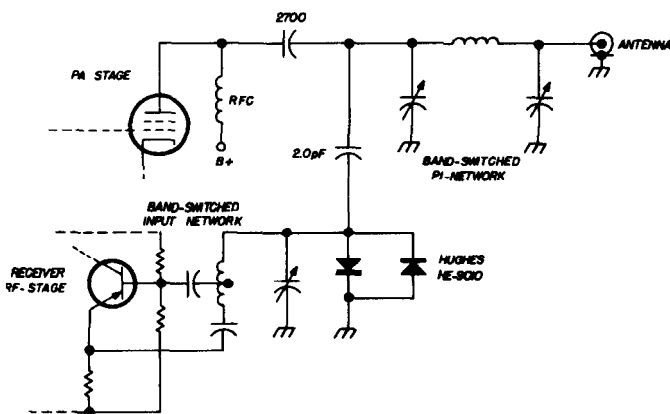 2700
ANTENNA
PA STAGE
RFC
B+
2.0pF
BAND-SWITCHED
PI-NETWORK
BAND-SWITCHED
INPUT NETWORK
RECEIVER
RF-STAGE
HUGHES
HE-SOIO